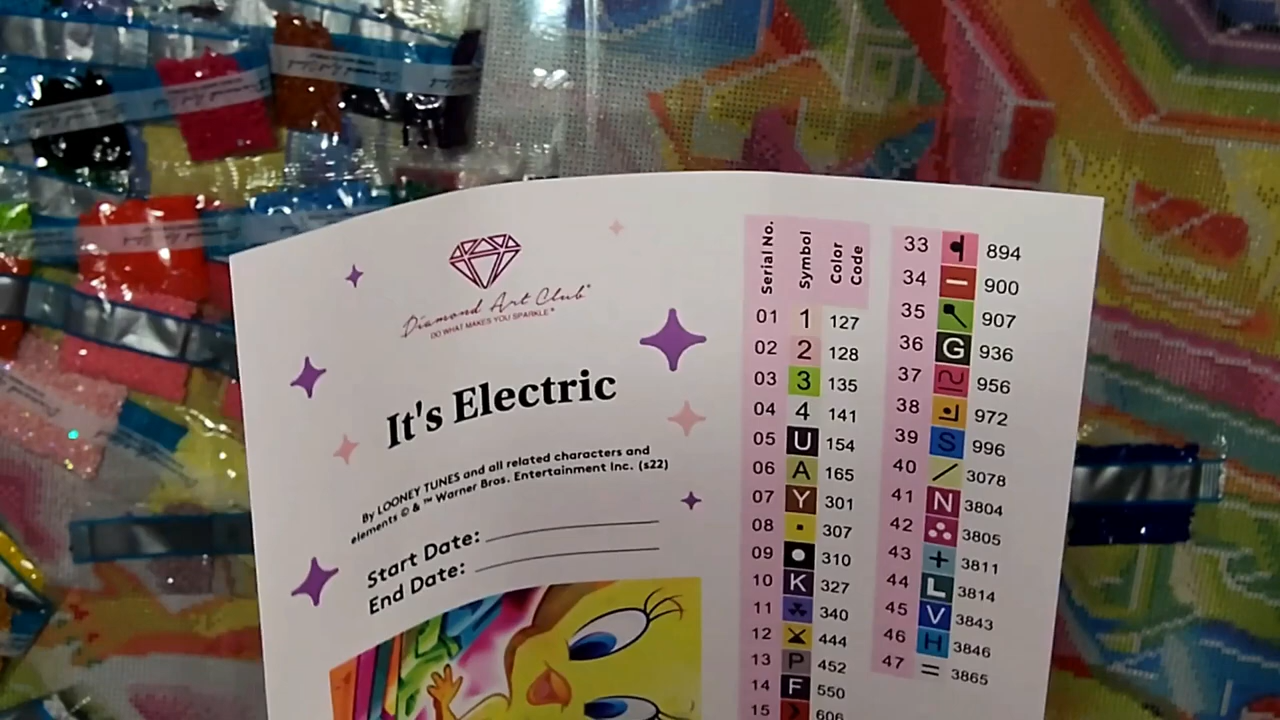 Diamond Art Club®
DO WHAT MAKES YOU SPARKLE®
It's Electric
By LOONEY TUNES and all related characters and
elements © & ™ Warner Bros. Entertainment Inc. (s22)
Start Date:
End Date:
Serial No. Symbol Color Code
01 1 127
02 2 128
03 3 135
04 4 141
05 U 154
06 A 165
07 Y 301
08 ▪ 307
09 ● 310
10 K 327
11 340
12 444
13 P 452
14 F 550
15 606
33 894
34 — 900
35 907
36 G 936
37 956
38 972
39 S 996
40 / 3078
41 N 3804
42 3805
43 + 3811
44 L 3814
45 V 3843
46 H 3846
47 = 3865